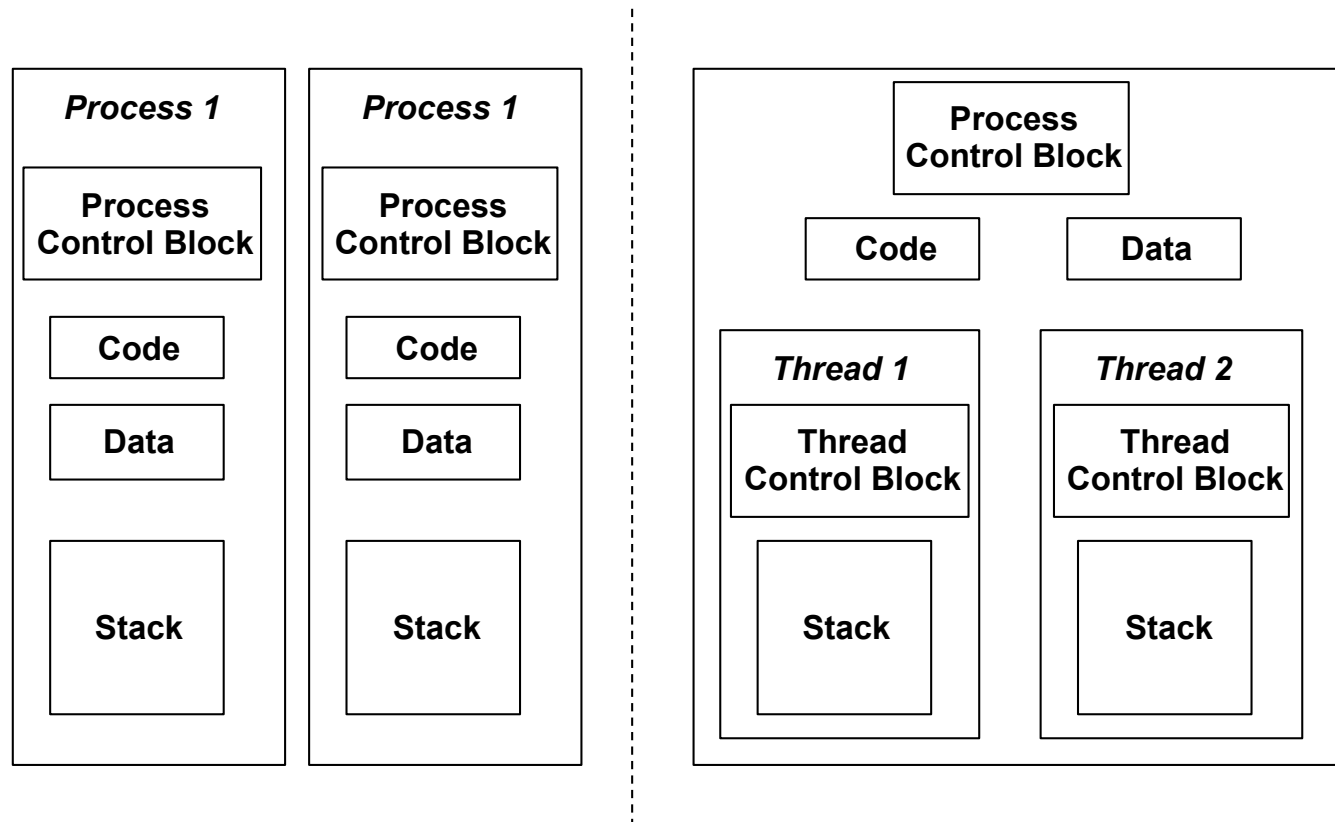 Process 1
Process
Control Block
Code
Data
Stack
Process 1
Process
Control Block
Code
Data
Stack
Process
Control Block
Code
Data
Thread 1
Thread
Control Block
Stack
Thread 2
Thread
Control Block
Stack